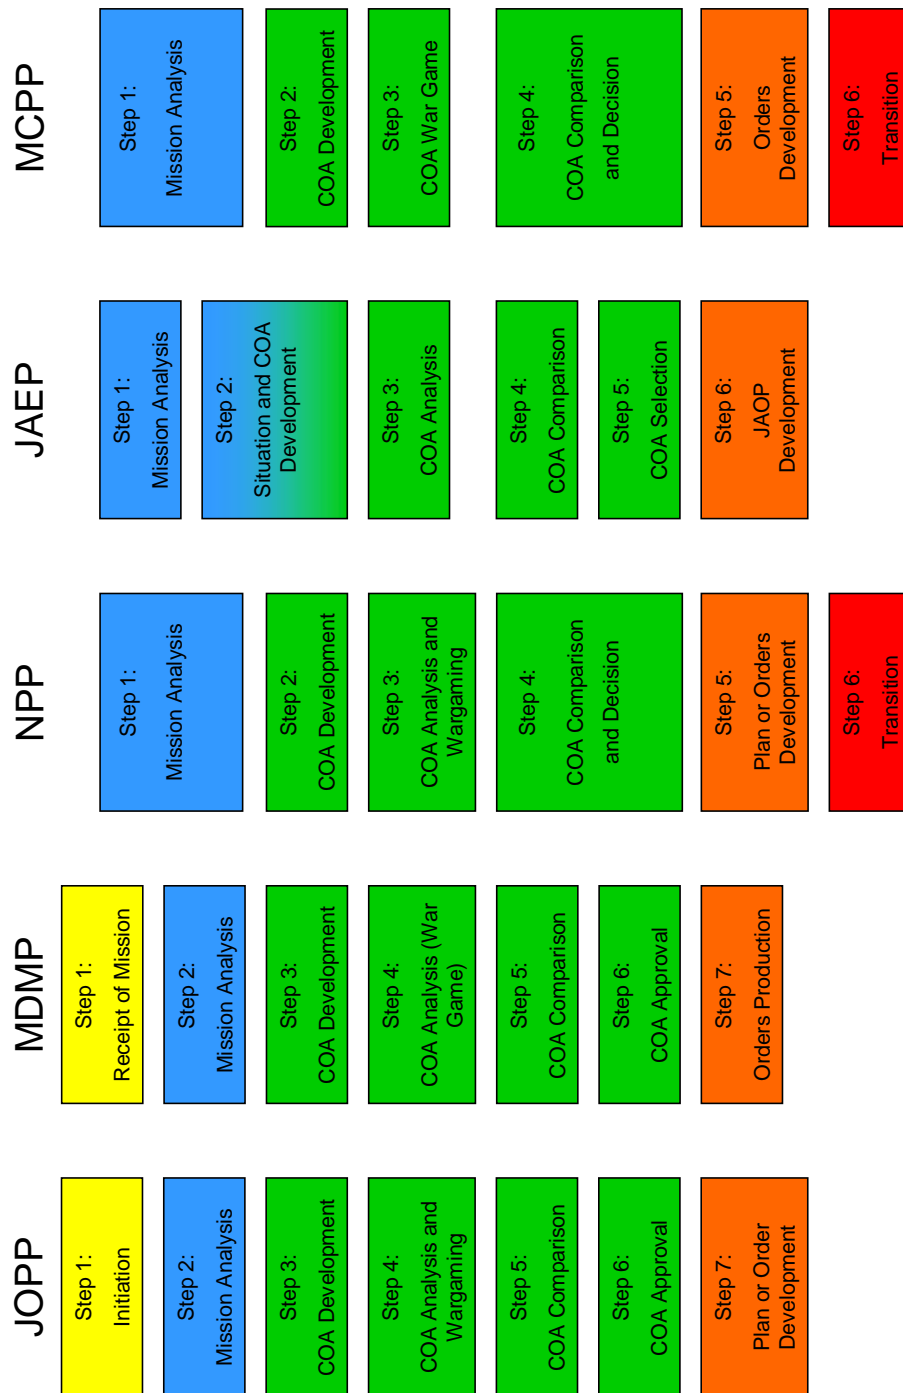 JOPP
Step 1:
Initiation
Step 2:
Mission Analysis
Step 3:
COA Development
Step 4:
COA Analysis and
Wargaming
Step 5:
COA Comparison
Step 6:
COA Approval
Step 7:
Plan or Order
Development
MDMP
Step 1:
Receipt of Mission
Step 2:
Mission Analysis
Step 3:
COA Development
Step 4:
COA Analysis (War
Game)
Step 5:
COA Comparison
Step 6:
COA Approval
Step 7:
Orders Production
NPP
Step 1:
Mission Analysis
Step 2:
COA Development
Step 3:
COA Analysis and
Wargaming
Step 4:
COA Comparison
and Decision
Step 5:
Plan or Orders
Development
Step 6:
Transition
JAEP
Step 1:
Mission Analysis
Step 2:
Situation and COA
Development
Step 3:
COA Analysis
Step 4:
COA Comparison
Step 5:
COA Selection
Step 6:
JAOP
Development
MCPP
Step 1:
Mission Analysis
Step 2:
COA Development
Step 3:
COA War Game
Step 4:
COA Comparison
and Decision
Step 5:
Orders
Development
Step 6:
Transition